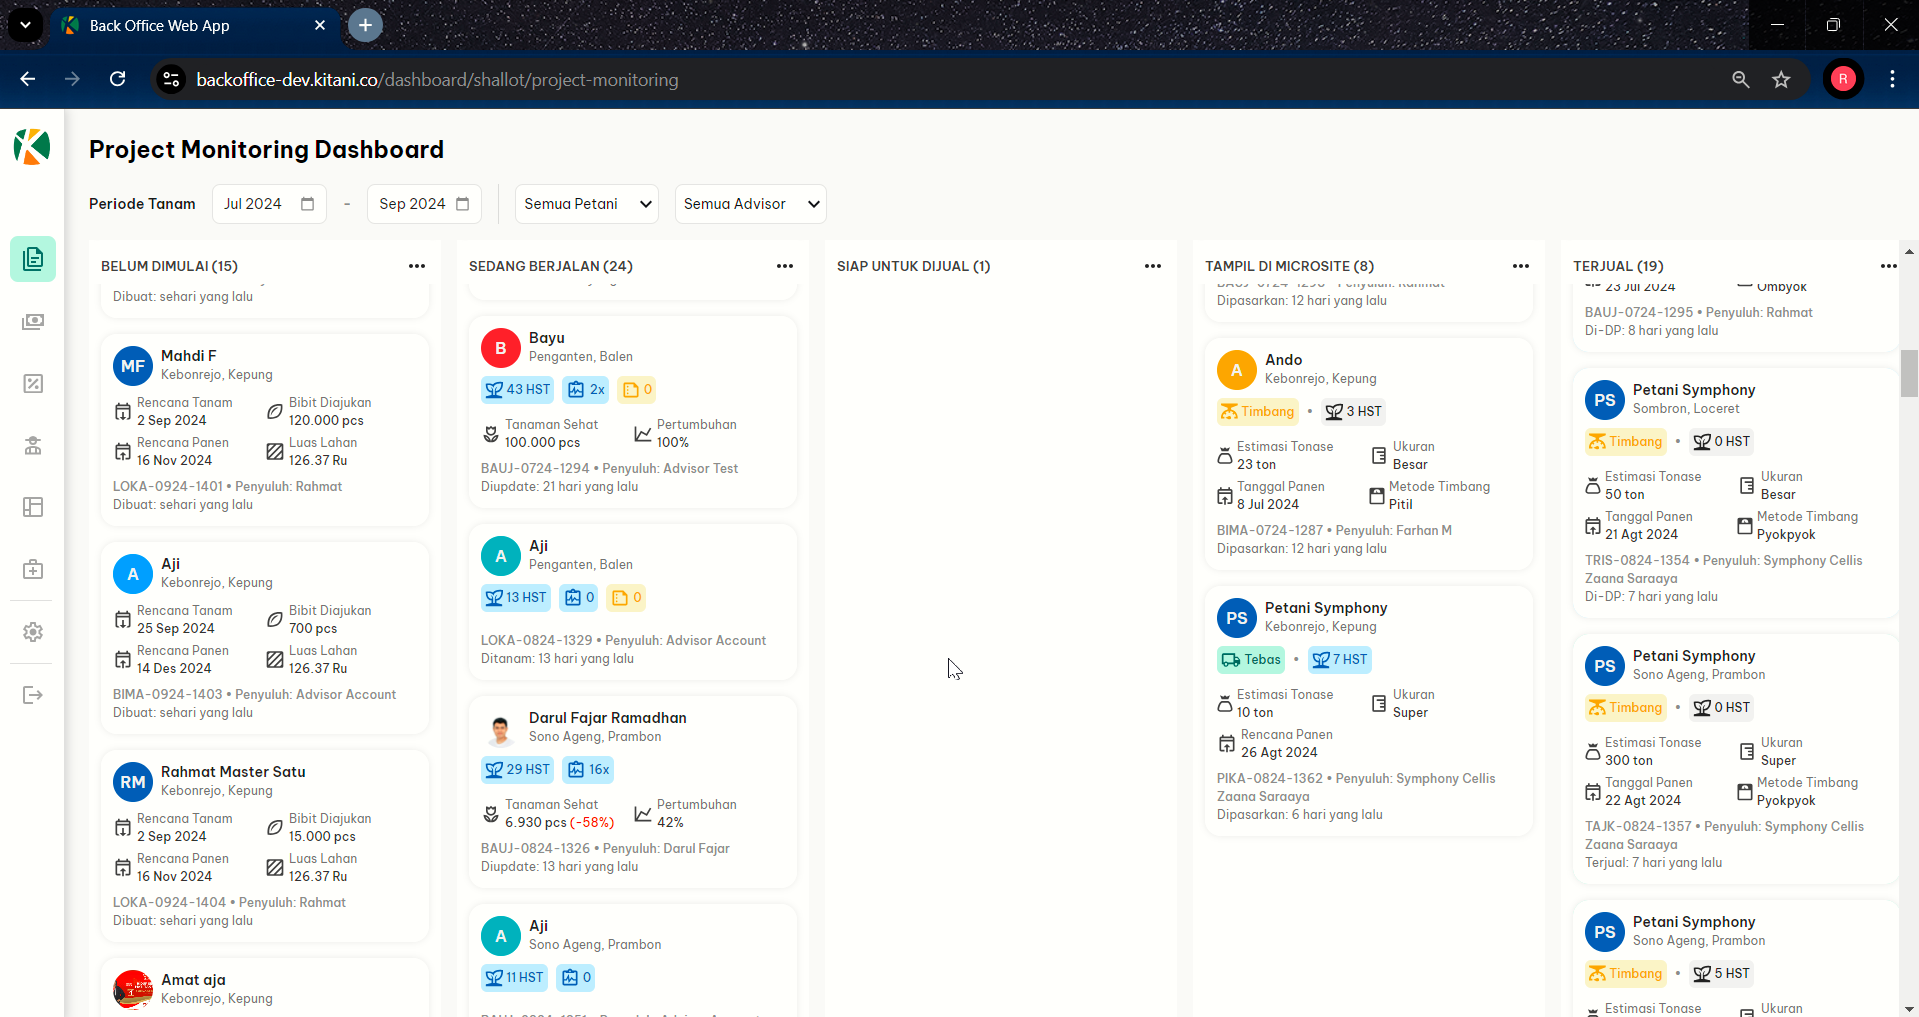 Back Office Web App
backoffice-dev.kitani.co/dashboard/shallot/project-monitoring
R
Project Monitoring Dashboard
Periode Tanam
Jul 2024
-
Sep 2024
Semua Petani
Semua Advisor
BELUM DIMULAI (15)
Dibuat: sehari yang lalu
MF
Mahdi F
Kebonrejo, Kepung
Rencana Tanam
2 Sep 2024
Bibit Diajukan
120.000 pcs
Rencana Panen
16 Nov 2024
Luas Lahan
126.37 Ru
LOKA-0924-1401 • Penyuluh: Rahmat
Dibuat: sehari yang lalu
A
Aji
Kebonrejo, Kepung
Rencana Tanam
25 Sep 2024
Bibit Diajukan
700 pcs
Rencana Panen
14 Des 2024
Luas Lahan
126.37 Ru
BIMA-0924-1403 • Penyuluh: Advisor Account
Dibuat: sehari yang lalu
RM
Rahmat Master Satu
Kebonrejo, Kepung
Rencana Tanam
2 Sep 2024
Bibit Diajukan
15.000 pcs
Rencana Panen
16 Nov 2024
Luas Lahan
126.37 Ru
LOKA-0924-1404 • Penyuluh: Rahmat
Dibuat: sehari yang lalu
Amat aja
Kebonrejo, Kepung
SEDANG BERJALAN (24)
B
Bayu
Penganten, Balen
43 HST
2x
0
Tanaman Sehat
100.000 pcs
Pertumbuhan
100%
BAUJ-0724-1294 • Penyuluh: Advisor Test
Diupdate: 21 hari yang lalu
A
Aji
Penganten, Balen
13 HST
0
0
LOKA-0824-1329 • Penyuluh: Advisor Account
Ditanam: 13 hari yang lalu
Darul Fajar Ramadhan
Sono Ageng, Prambon
29 HST
16x
Tanaman Sehat
6.930 pcs (-58%)
Pertumbuhan
42%
BAUJ-0824-1326 • Penyuluh: Darul Fajar
Diupdate: 13 hari yang lalu
A
Aji
Sono Ageng, Prambon
11 HST
0
SIAP UNTUK DIJUAL (1)
TAMPIL DI MICROSITE (8)
Dipasarkan: 12 hari yang lalu
A
Ando
Kebonrejo, Kepung
Timbang • 3 HST
Estimasi Tonase
23 ton
Ukuran
Besar
Tanggal Panen
8 Jul 2024
Metode Timbang
Pitil
BIMA-0724-1287 • Penyuluh: Farhan M
Dipasarkan: 12 hari yang lalu
PS
Petani Symphony
Kebonrejo, Kepung
Tebas • 7 HST
Estimasi Tonase
10 ton
Ukuran
Super
Rencana Panen
26 Agt 2024
PIKA-0824-1362 • Penyuluh: Symphony Cellis
Zaana Saraaya
Dipasarkan: 6 hari yang lalu
TERJUAL (19)
23 Jul 2024
Ombyok
BAUJ-0724-1295 • Penyuluh: Rahmat
Di-DP: 8 hari yang lalu
PS
Petani Symphony
Sombron, Loceret
Timbang • 0 HST
Estimasi Tonase
50 ton
Ukuran
Besar
Tanggal Panen
21 Agt 2024
Metode Timbang
Pyokpyok
TRIS-0824-1354 • Penyuluh: Symphony Cellis
Zaana Saraaya
Di-DP: 7 hari yang lalu
PS
Petani Symphony
Sono Ageng, Prambon
Timbang • 0 HST
Estimasi Tonase
300 ton
Ukuran
Super
Tanggal Panen
22 Agt 2024
Metode Timbang
Pyokpyok
TAJK-0824-1357 • Penyuluh: Symphony Cellis
Zaana Saraaya
Terjual: 7 hari yang lalu
PS
Petani Symphony
Sono Ageng, Prambon
Timbang • 5 HST
Estimasi Tonase
Ukuran